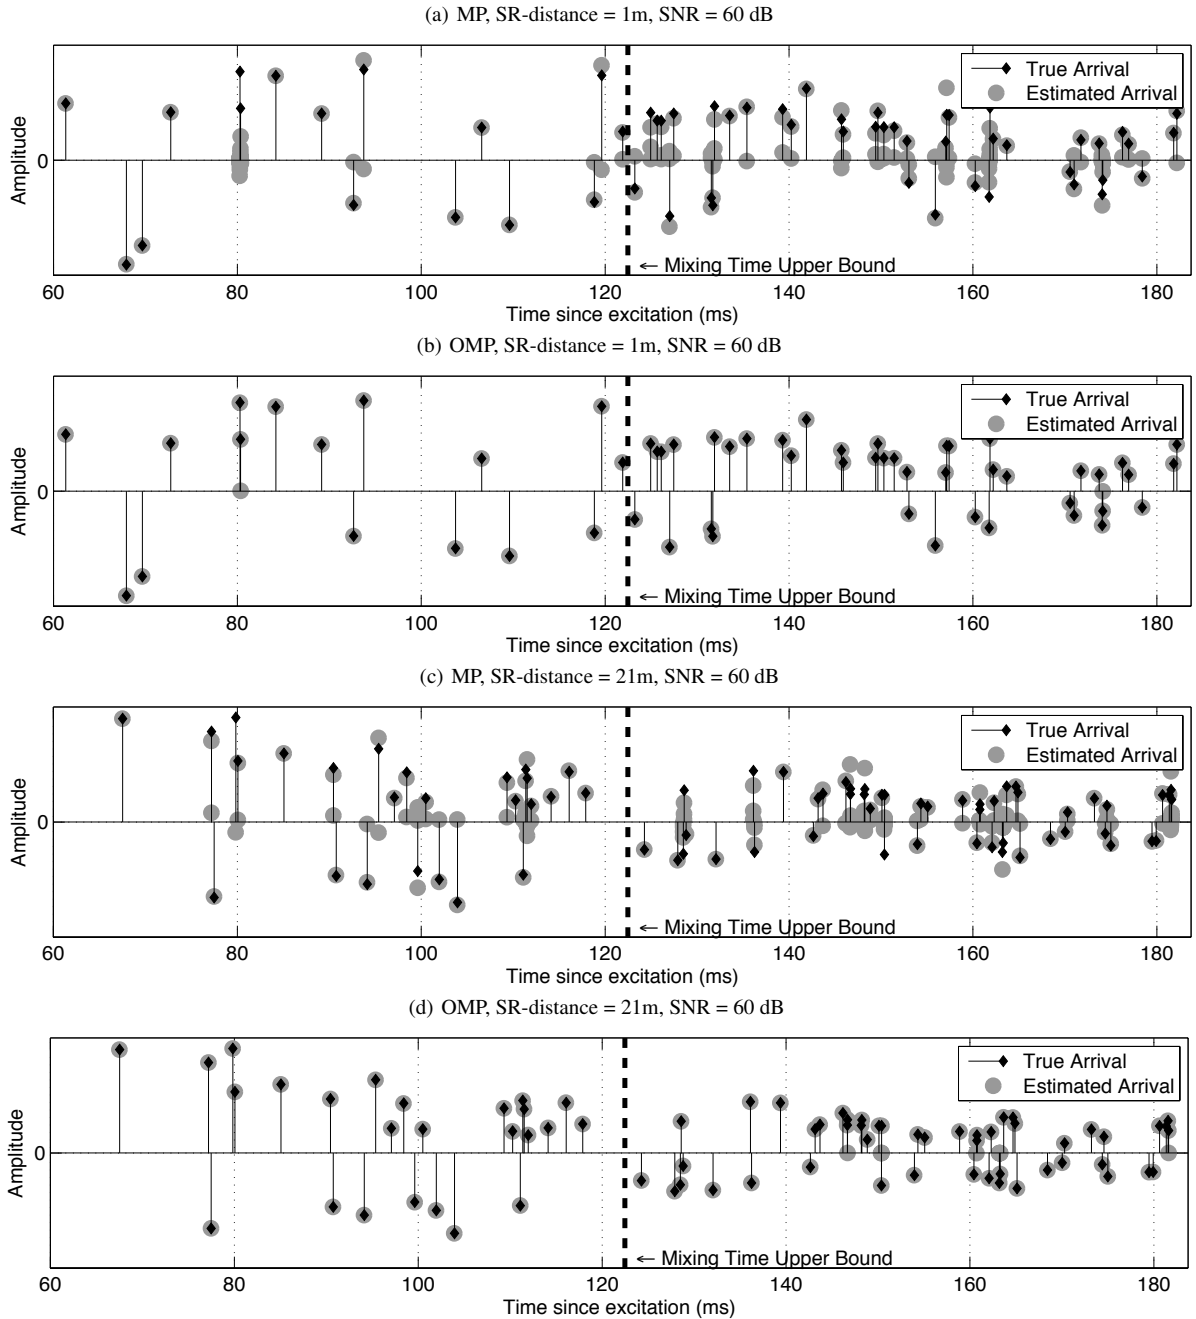 (a) MP, SR-distance = 1m, SNR = 60 dB
True Arrival
Estimated Arrival
Amplitude
0
← Mixing Time Upper Bound
60 80 100 120 140 160 180
Time since excitation (ms)
(b) OMP, SR-distance = 1m, SNR = 60 dB
True Arrival
Estimated Arrival
Amplitude
0
← Mixing Time Upper Bound
60 80 100 120 140 160 180
Time since excitation (ms)
(c) MP, SR-distance = 21m, SNR = 60 dB
True Arrival
Estimated Arrival
Amplitude
0
← Mixing Time Upper Bound
60 80 100 120 140 160 180
Time since excitation (ms)
(d) OMP, SR-distance = 21m, SNR = 60 dB
True Arrival
Estimated Arrival
Amplitude
0
← Mixing Time Upper Bound
60 80 100 120 140 160 180
Time since excitation (ms)